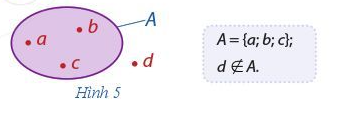 A
b
a
c
d
Hình 5
A = {a; b; c};
d ∉ A.